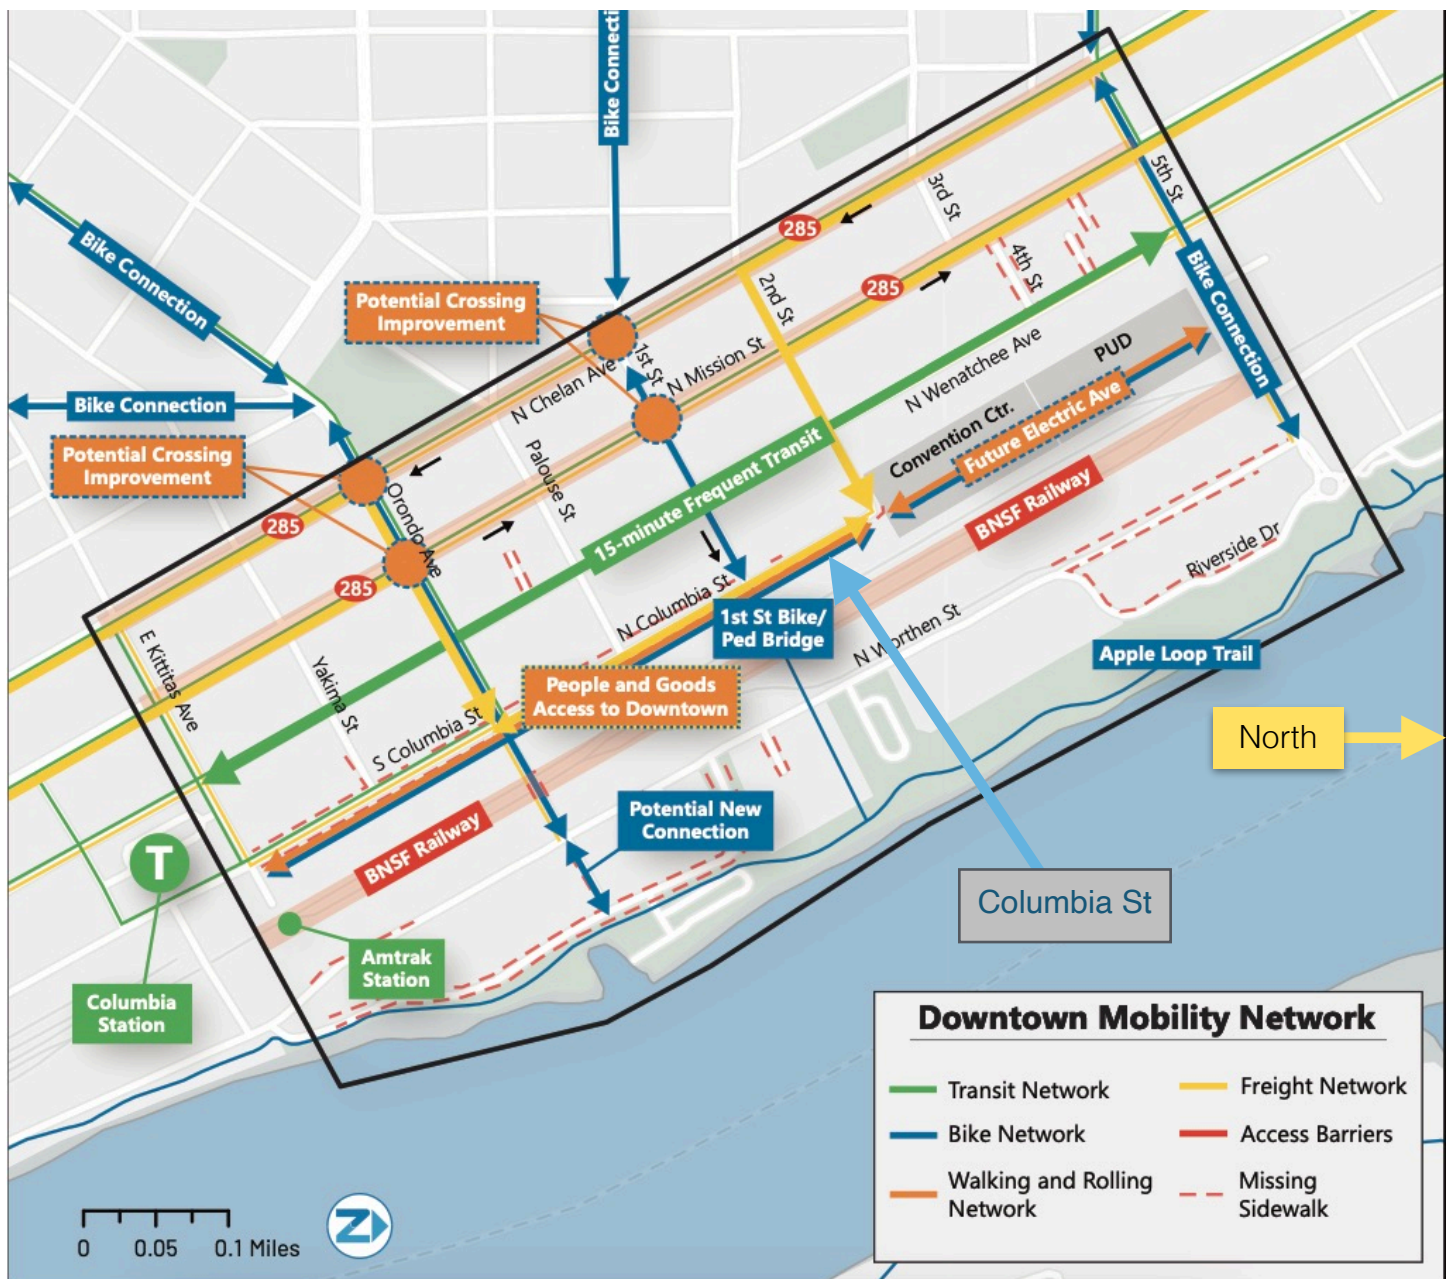 Bike Connecti
Bike Connection
5th St
3rd St
285
4th St
Bike Connection
2nd St
285
Potential Crossing
Improvement
1st St
N Mission St
N Chelan Ave
PUD
N Wenatchee Ave
Bike Connection
Convention Ctr.
Future Electric Ave
Potential Crossing
Improvement
Palouse St
15-minute Frequent Transit
BNSF Railway
Orondo Ave
285
285
Riverside Dr
N Columbia St
1st St Bike/
Ped Bridge
N Worthen St
Apple Loop Trail
E Kittitas Ave
Yakima St
People and Goods
Access to Downtown
S Columbia St
North
Potential New
Connection
BNSF Railway
T
Columbia St
Amtrak
Station
Columbia
Station
Downtown Mobility Network
Transit Network
Freight Network
Bike Network
Access Barriers
Walking and Rolling
Network
Missing
Sidewalk
0 0.05 0.1 Miles
Z